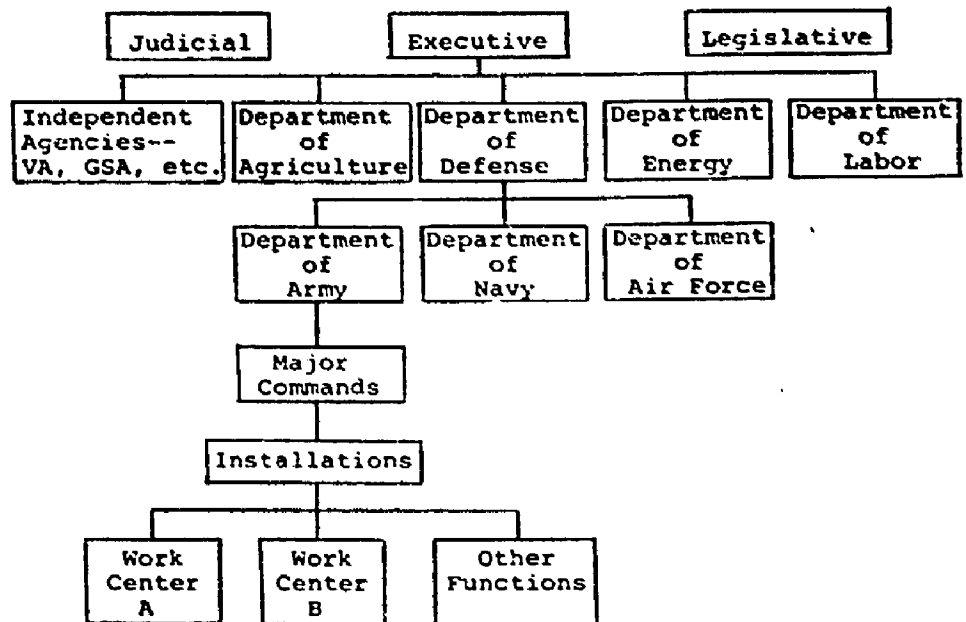 Judicial
Executive
Legislative
Independent
Agencies--
VA, GSA, etc.
Department
of
Agriculture
Department
of
Defense
Department
of
Energy
Department
of
Labor
Department
of
Army
Department
of
Navy
Department
of
Air Force
Major
Commands
Installations
Work
Center
A
Work
Center
B
Other
Functions